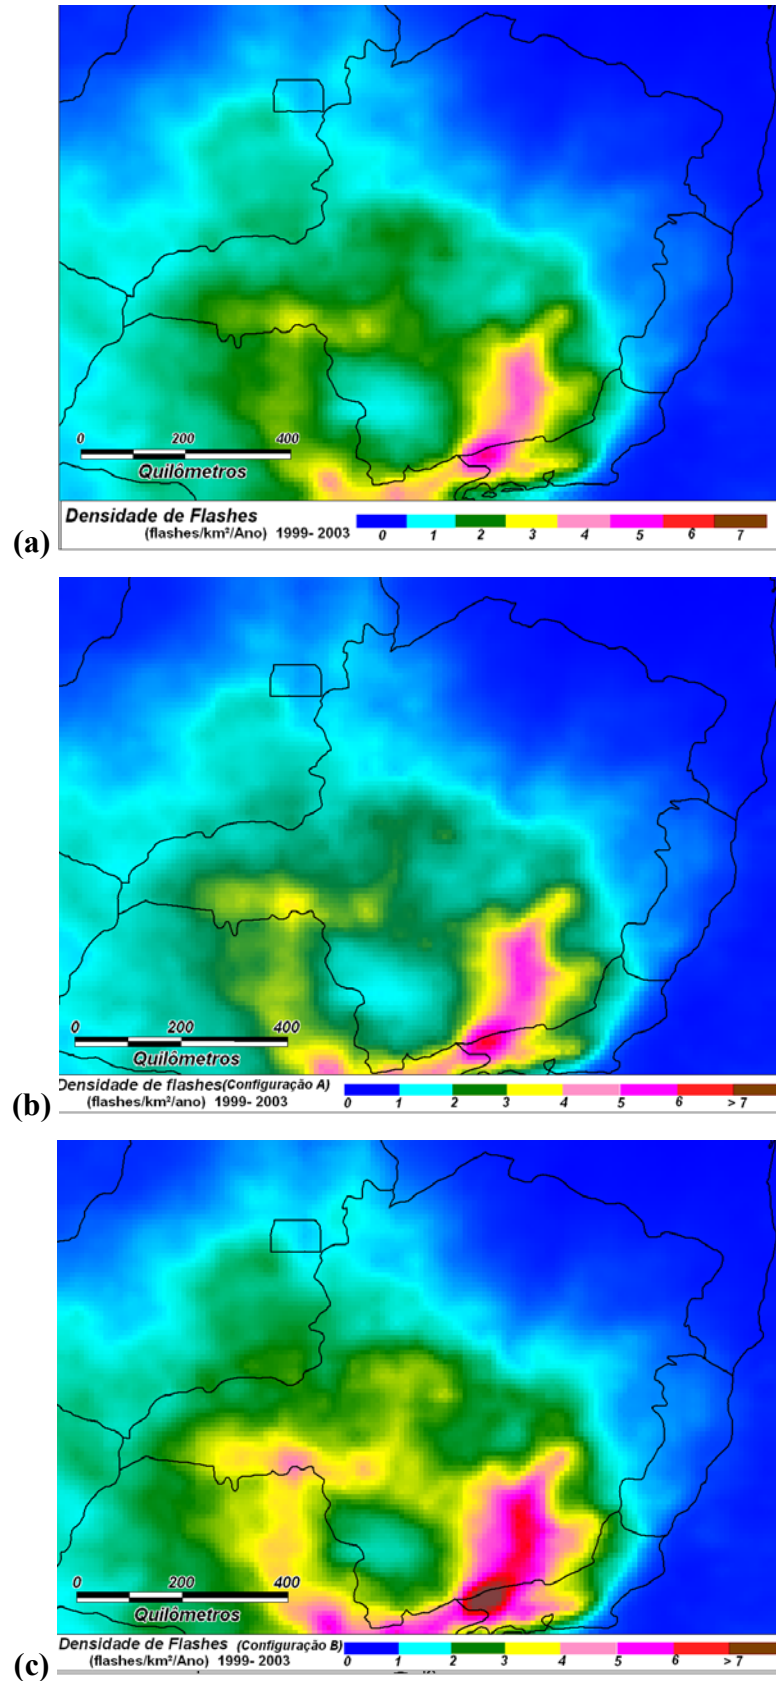 0 200 400
Quilômetros
Densidade de Flashes
(flashes/km²/Ano) 1999- 2003
0 1 2 3 4 5 6 7
(a)
0 200 400
Quilômetros
Densidade de flashes(Configuração A)
(flashes/km²/ano) 1999- 2003
0 1 2 3 4 5 6 > 7
(b)
0 200 400
Quilômetros
Densidade de Flashes (Configuração B)
(flashes/km²/Ano) 1999- 2003
0 1 2 3 4 5 6 > 7
(c)